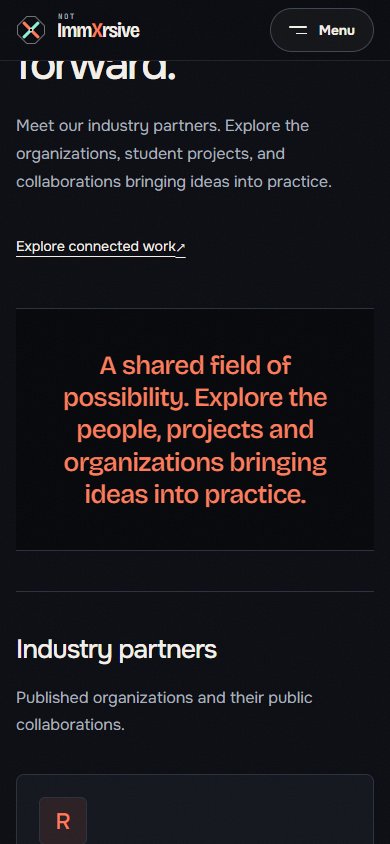 NOT
ImmXrsive
Menu
forward.
Meet our industry partners. Explore the
organizations, student projects, and
collaborations bringing ideas into practice.
Explore connected work↗
A shared field of
possibility. Explore the
people, projects and
organizations bringing
ideas into practice.
Industry partners
Published organizations and their public
collaborations.
R